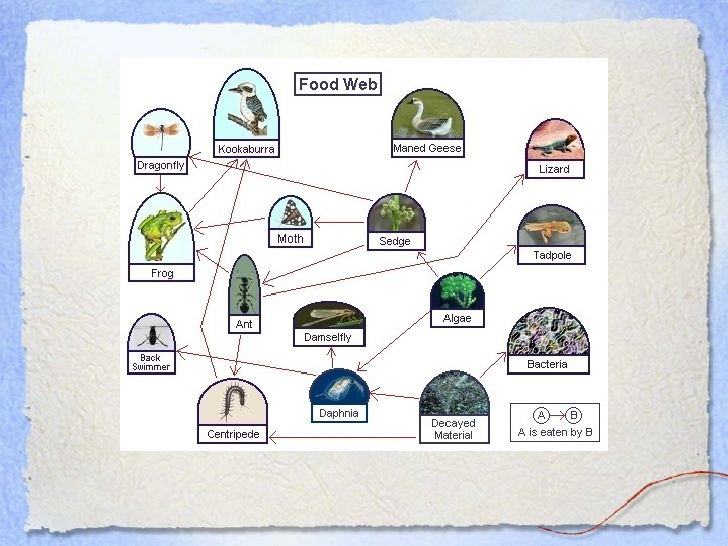 Food Web
Kookaburra
Maned Geese
Dragonfly
Lizard
Moth
Sedge
Tadpole
Frog
Ant
Algae
Damselfly
Back
Swimmer
Bacteria
Daphnia
Decayed
Material
Centripede
A B
A is eaten by B